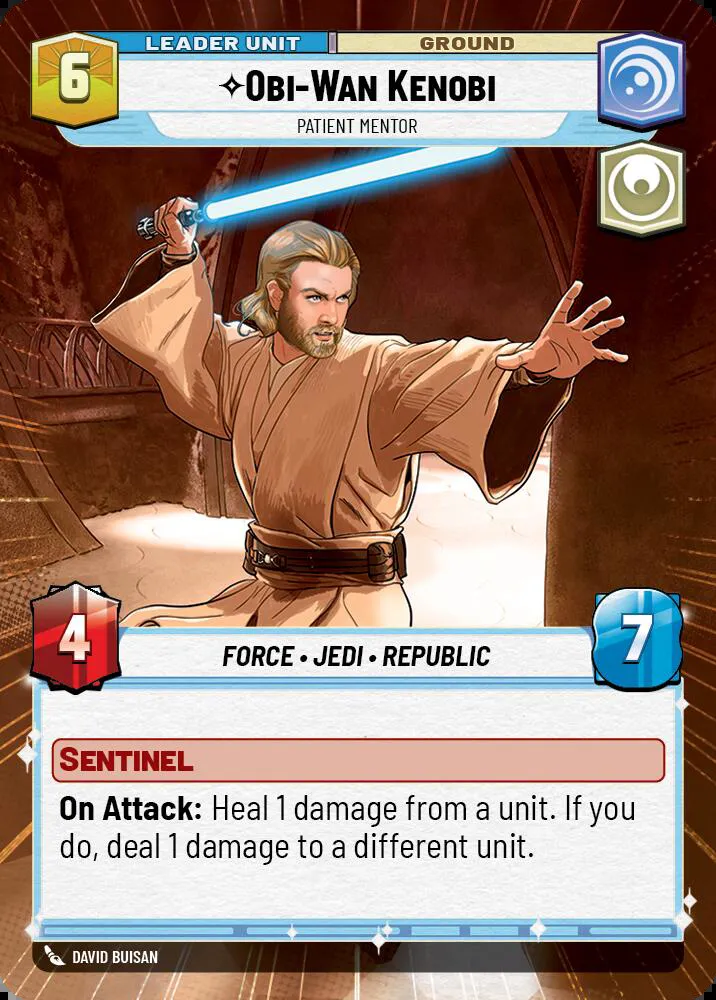 LEADER UNIT
GROUND
6
✧OBI-WAN KENOBI
PATIENT MENTOR
4
FORCE • JEDI • REPUBLIC
7
SENTINEL
On Attack: Heal 1 damage from a unit. If you
do, deal 1 damage to a different unit.
DAVID BUISAN